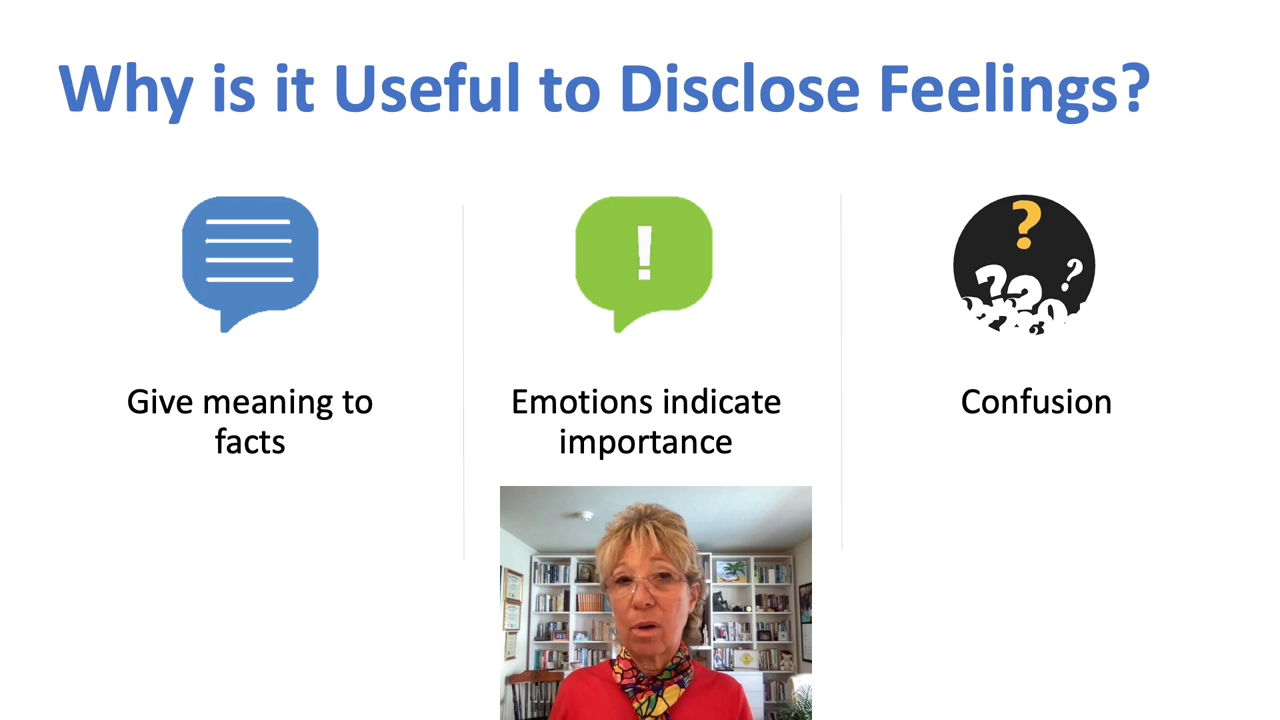 Why is it Useful to Disclose Feelings?
Give meaning to
facts
Emotions indicate
importance
Confusion